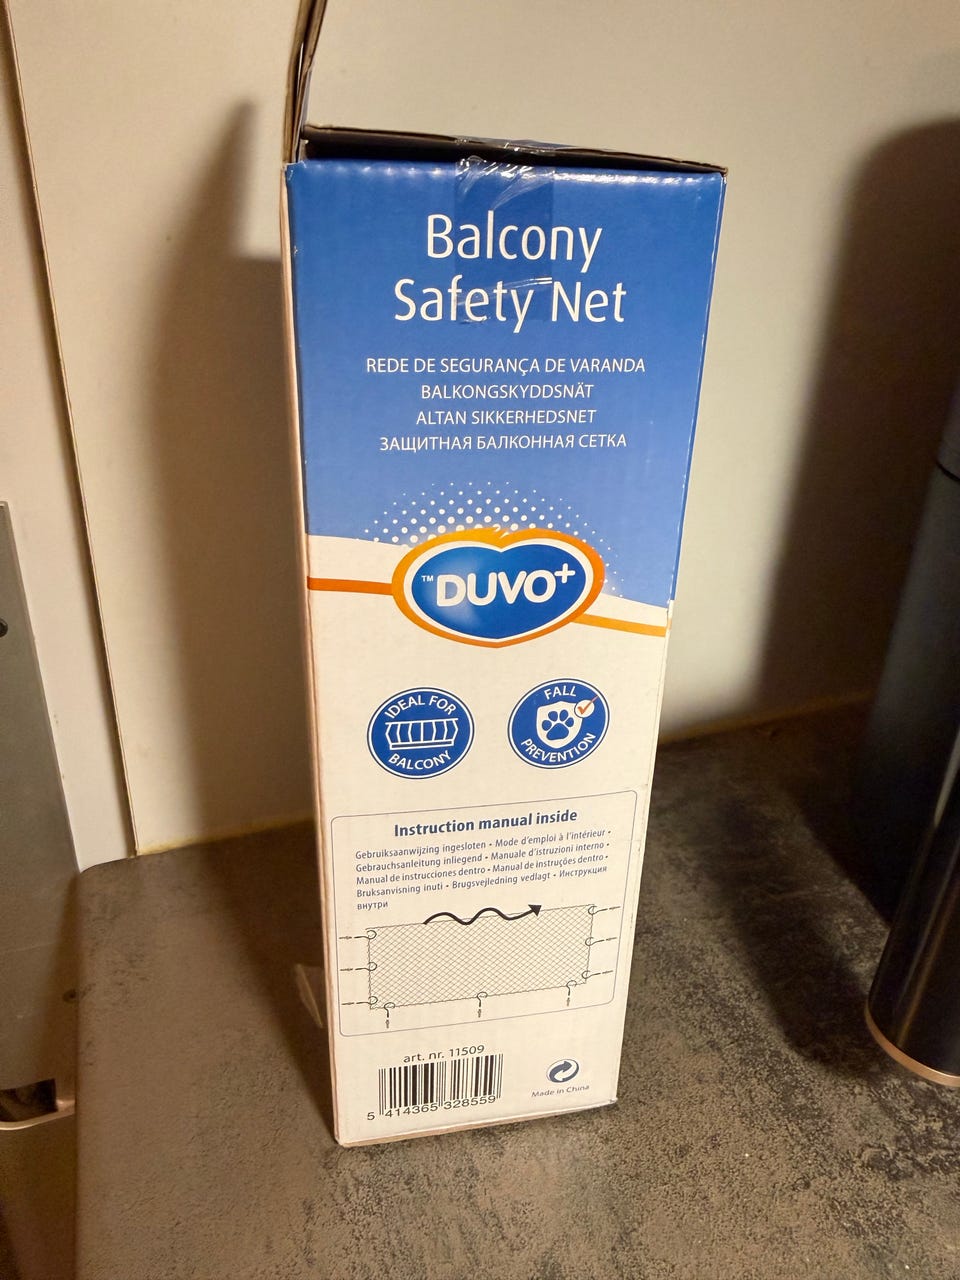 Balcony
Safety Net
REDE DE SEGURANÇA DE VARANDA
BALKONGSKYDDSNÄT
ALTAN SIKKERHEDSNET
ЗАЩИТНАЯ БАЛКОННАЯ СЕТКА
™ DUVO+
IDEAL FOR
BALCONY
FALL
PREVENTION
Instruction manual inside
Gebruiksaanwijzing ingesloten • Mode d'emploi à l'intérieur •
Gebrauchsanleitung inliegend • Manuale d'istruzioni interno •
Manual de instrucciones dentro • Manual de instruções dentro •
Bruksanvisning inuti • Brugsvejledning vedlagt • Инструкция
внутри
art. nr. 11509
5 414365 328559
Made in China